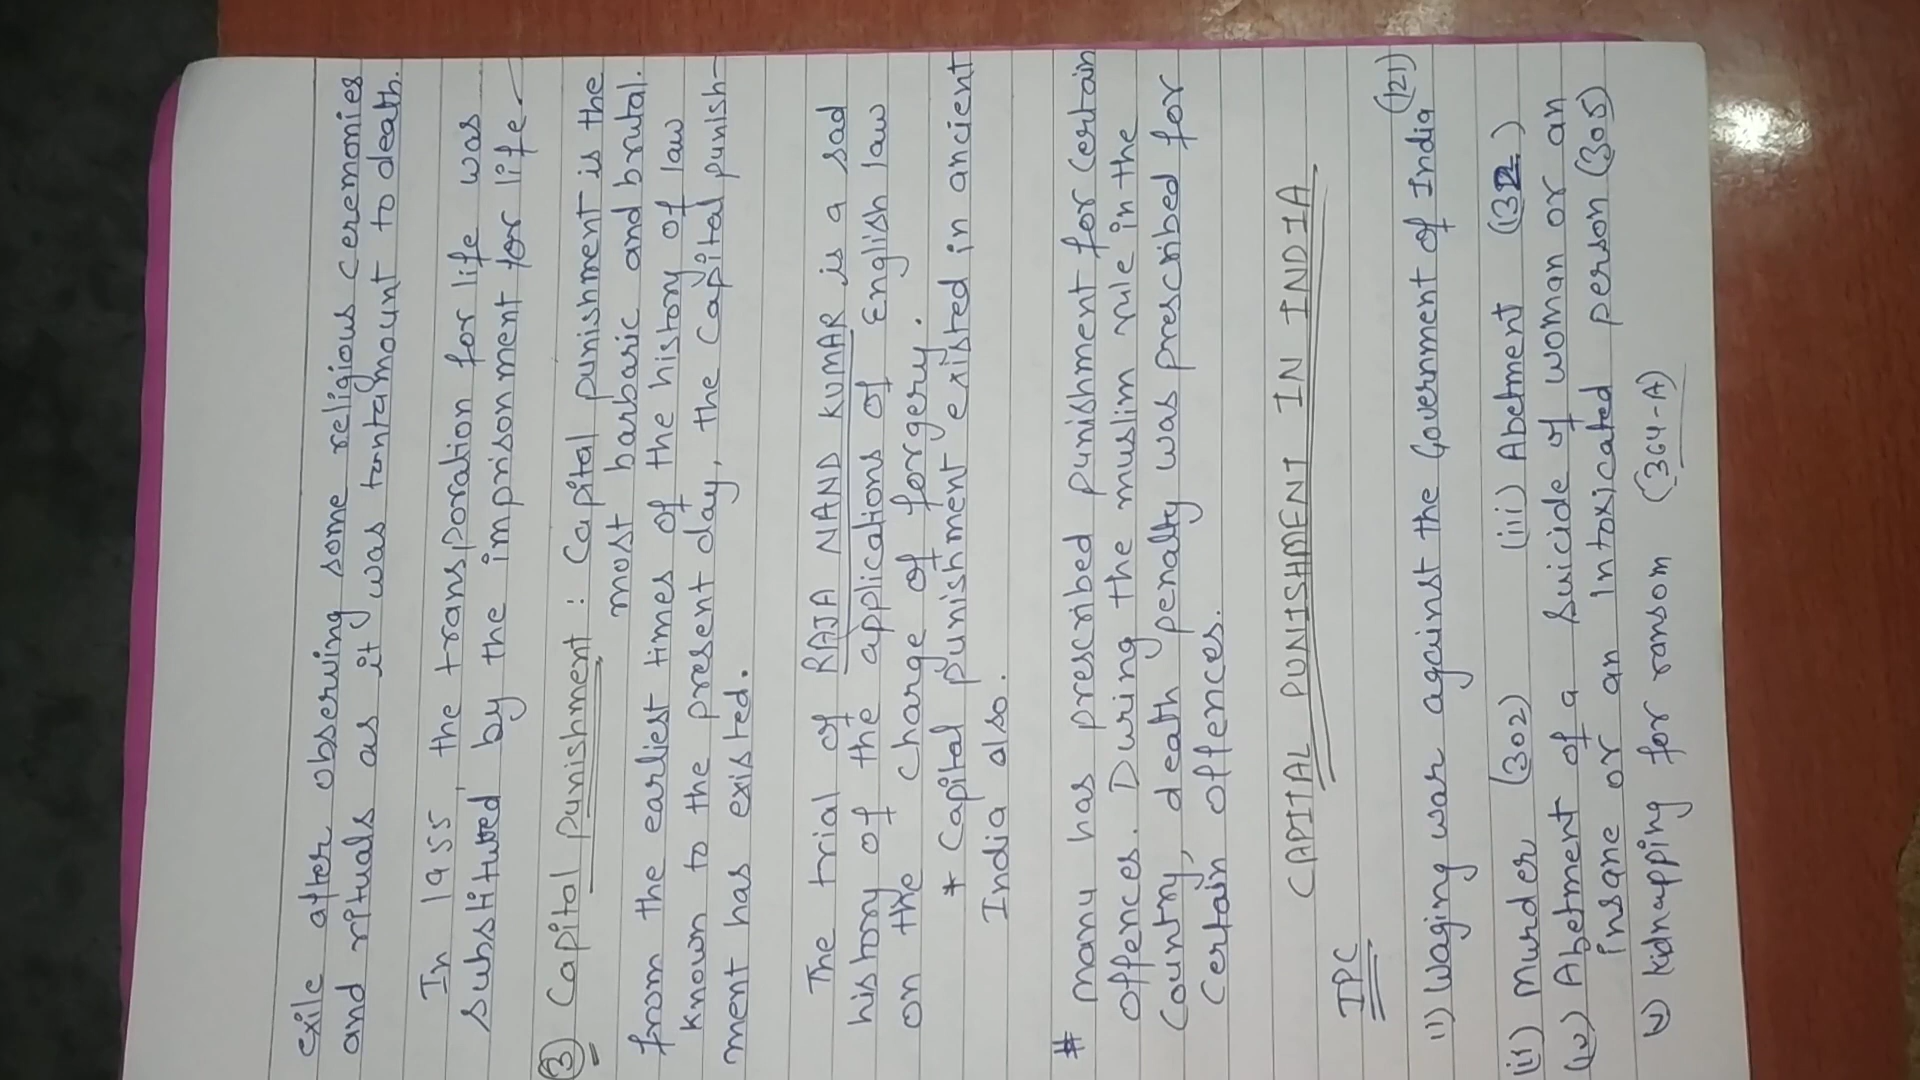 exile after observing some religious ceremonies
and rituals as it was tantamount to death.
In 1955, the transporation for life was
substituted by the imprisonment for life
③ Capital punishment : Capital punishment is the
most barbaric and brutal.
from the earliest times of the history of law
known to the present day, the capital punish-
ment has existed.
The trial of RAJA NAND KUMAR is a sad
history of the applications of English law
on the charge of forgery.
* Capital punishment existed in ancient
India also.
# manu has prescribed punishment for certain
offences. During the muslim rule in the
country, death penalty was prescribed for
Certain offences.
CAPITAL PUNISHMENT IN INDIA
IPC
i) Waging war against the Government of India (121)
(ii) Murder (302) (iii) Abetment (132)
(iv) Abetment of a Suicide of woman or an
insane or an Intoxicated person (305)
v) kidnapping for ransom (364-A)